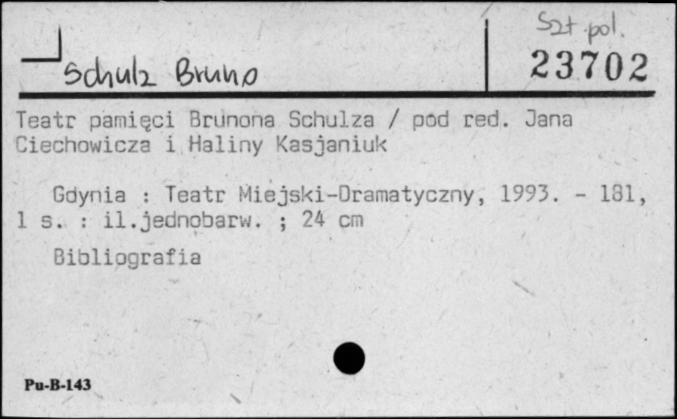 Szt. pol.
Schulz Bruno
23702
Teatr pamięci Brunona Schulza / pod red. Jana
Ciechowicza i Haliny Kasjaniuk
Gdynia : Teatr Miejski-Dramatyczny, 1993. - 181,
1 s. : il.jednobarw. ; 24 cm
Bibliografia
Pu-B-143